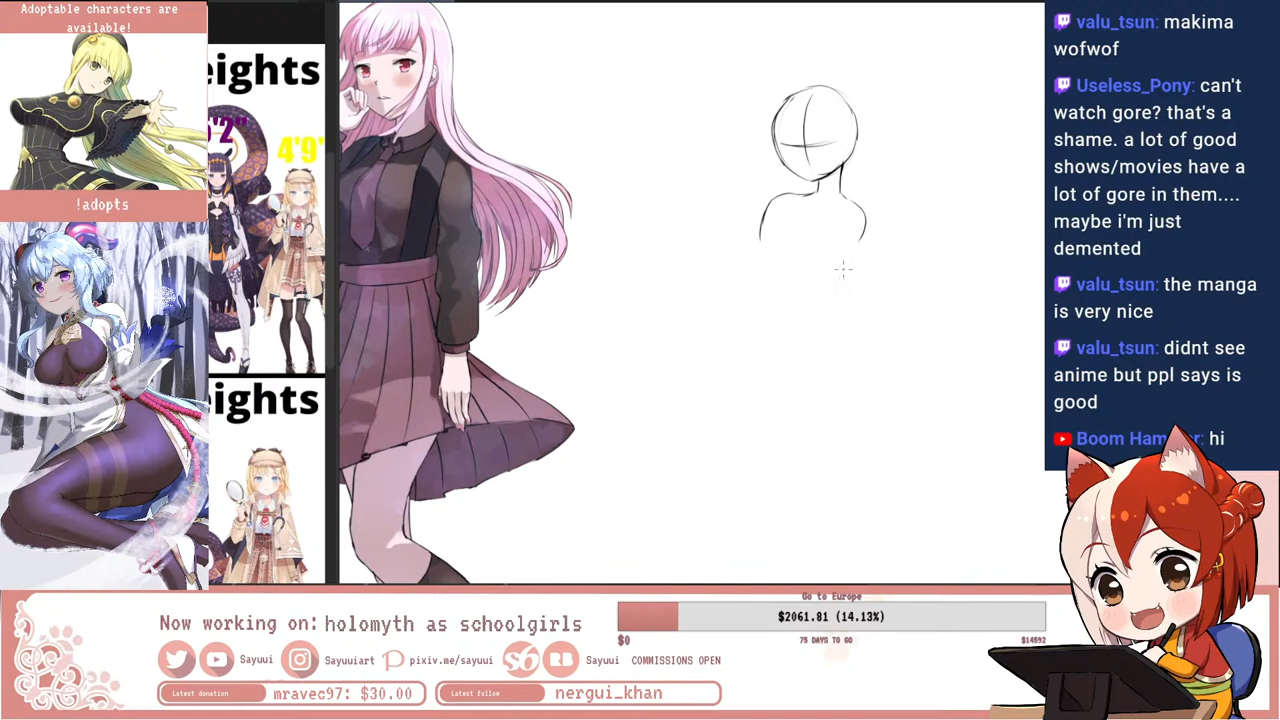 Adoptable characters are
available!
!adopts
eights
'2"
4'9"
eights
valu_tsun: makima
wofwof
Useless_Pony: can't
watch gore? that's a
shame. a lot of good
shows/movies have a
lot of gore in them....
maybe i'm just
demented
valu_tsun: the manga
is very nice
valu_tsun: didnt see
anime but ppl says is
good
Boom Ham er: hi
Now working on: holomyth as schoolgirls
Sayuui
Sayuuiart
pixiv.me/sayuui
S6
RB
Sayuui
COMMISSIONS OPEN
Latest donation
mravec97: $30.00
Latest follow
nergui_khan
Go to Europe
$2061.81 (14.13%)
$0
75 DAYS TO GO
$14592